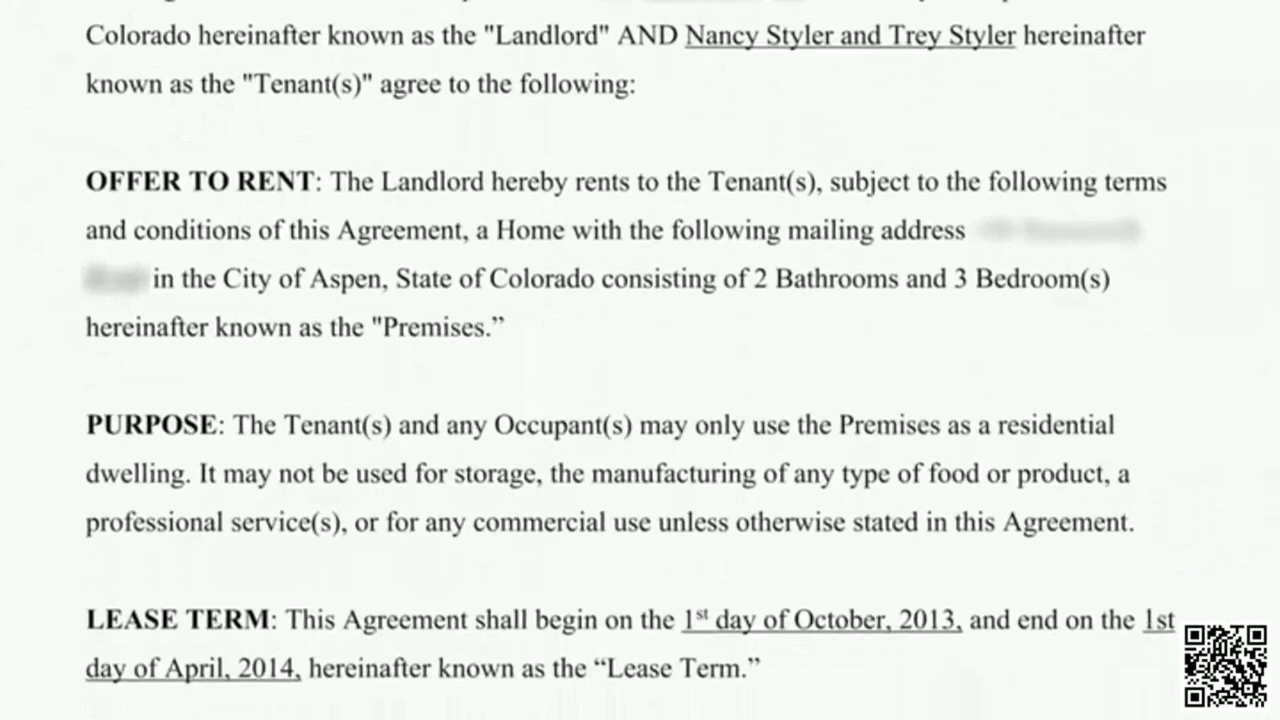 Colorado hereinafter known as the "Landlord" AND Nancy Styler and Trey Styler hereinafter
known as the "Tenant(s)" agree to the following:
OFFER TO RENT: The Landlord hereby rents to the Tenant(s), subject to the following terms
and conditions of this Agreement, a Home with the following mailing address
in the City of Aspen, State of Colorado consisting of 2 Bathrooms and 3 Bedroom(s)
hereinafter known as the "Premises.”
PURPOSE: The Tenant(s) and any Occupant(s) may only use the Premises as a residential
dwelling. It may not be used for storage, the manufacturing of any type of food or product, a
professional service(s), or for any commercial use unless otherwise stated in this Agreement.
LEASE TERM: This Agreement shall begin on the 1st day of October, 2013, and end on the 1st
day of April, 2014, hereinafter known as the “Lease Term.”